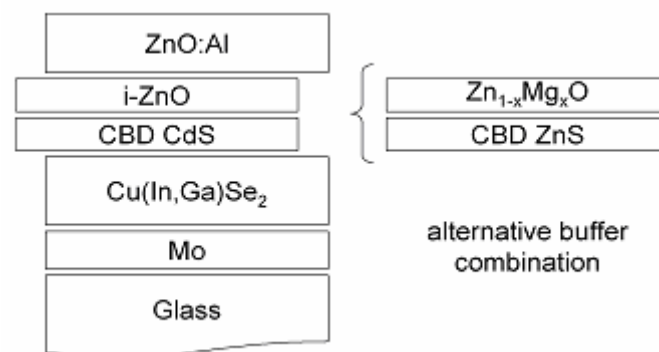 ZnO:Al
i-ZnO
CBD CdS
Cu(In,Ga)Se₂
Mo
Glass
Zn₁₋ₓMgₓO
CBD ZnS
alternative buffer
combination